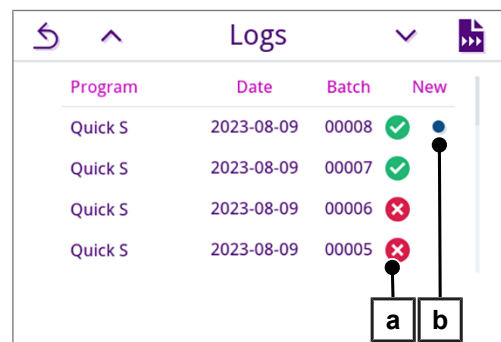 Logs
Program Date Batch New
Quick S 2023-08-09 00008
Quick S 2023-08-09 00007
Quick S 2023-08-09 00006
Quick S 2023-08-09 00005
a b